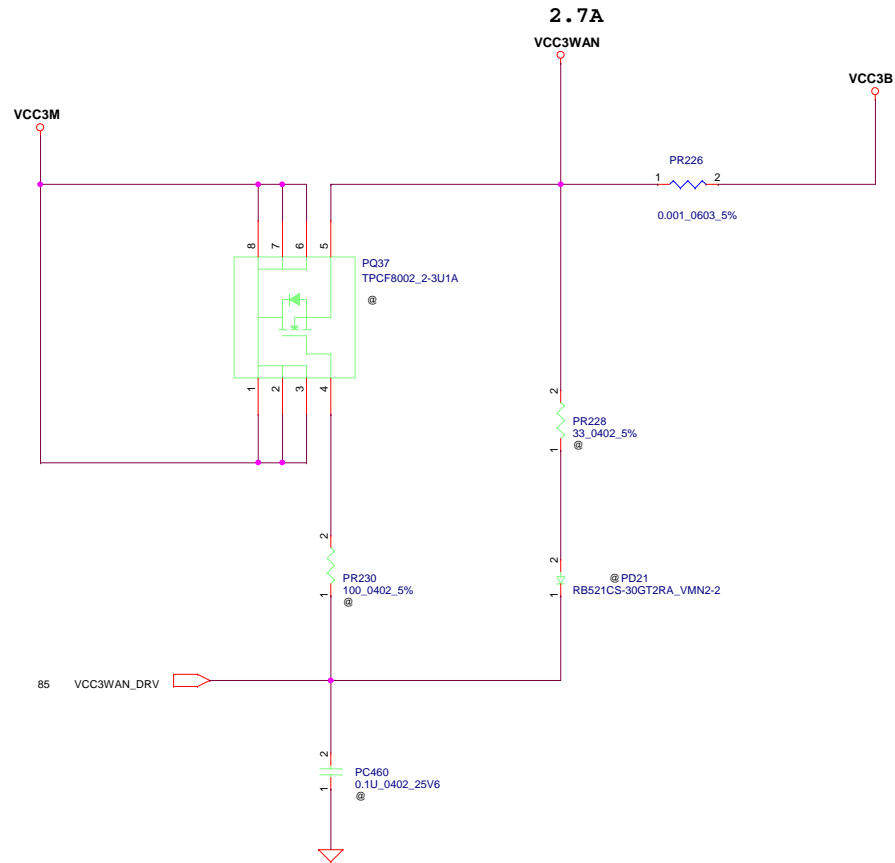 2.7A
VCC3WAN
VCC3B
VCC3M
PR226
1 2
0.001_0603_5%
8 7 6 5
PQ37
TPCF8002_2-3U1A
@
1 2 3 4
2
PR228
33_0402_5%
@
1
2
PR230
100_0402_5%
@
1
2
@ PD21
RB521CS-30GT2RA_VMN2-2
1
85 VCC3WAN_DRV
2
PC460
0.1U_0402_25V6
@
1